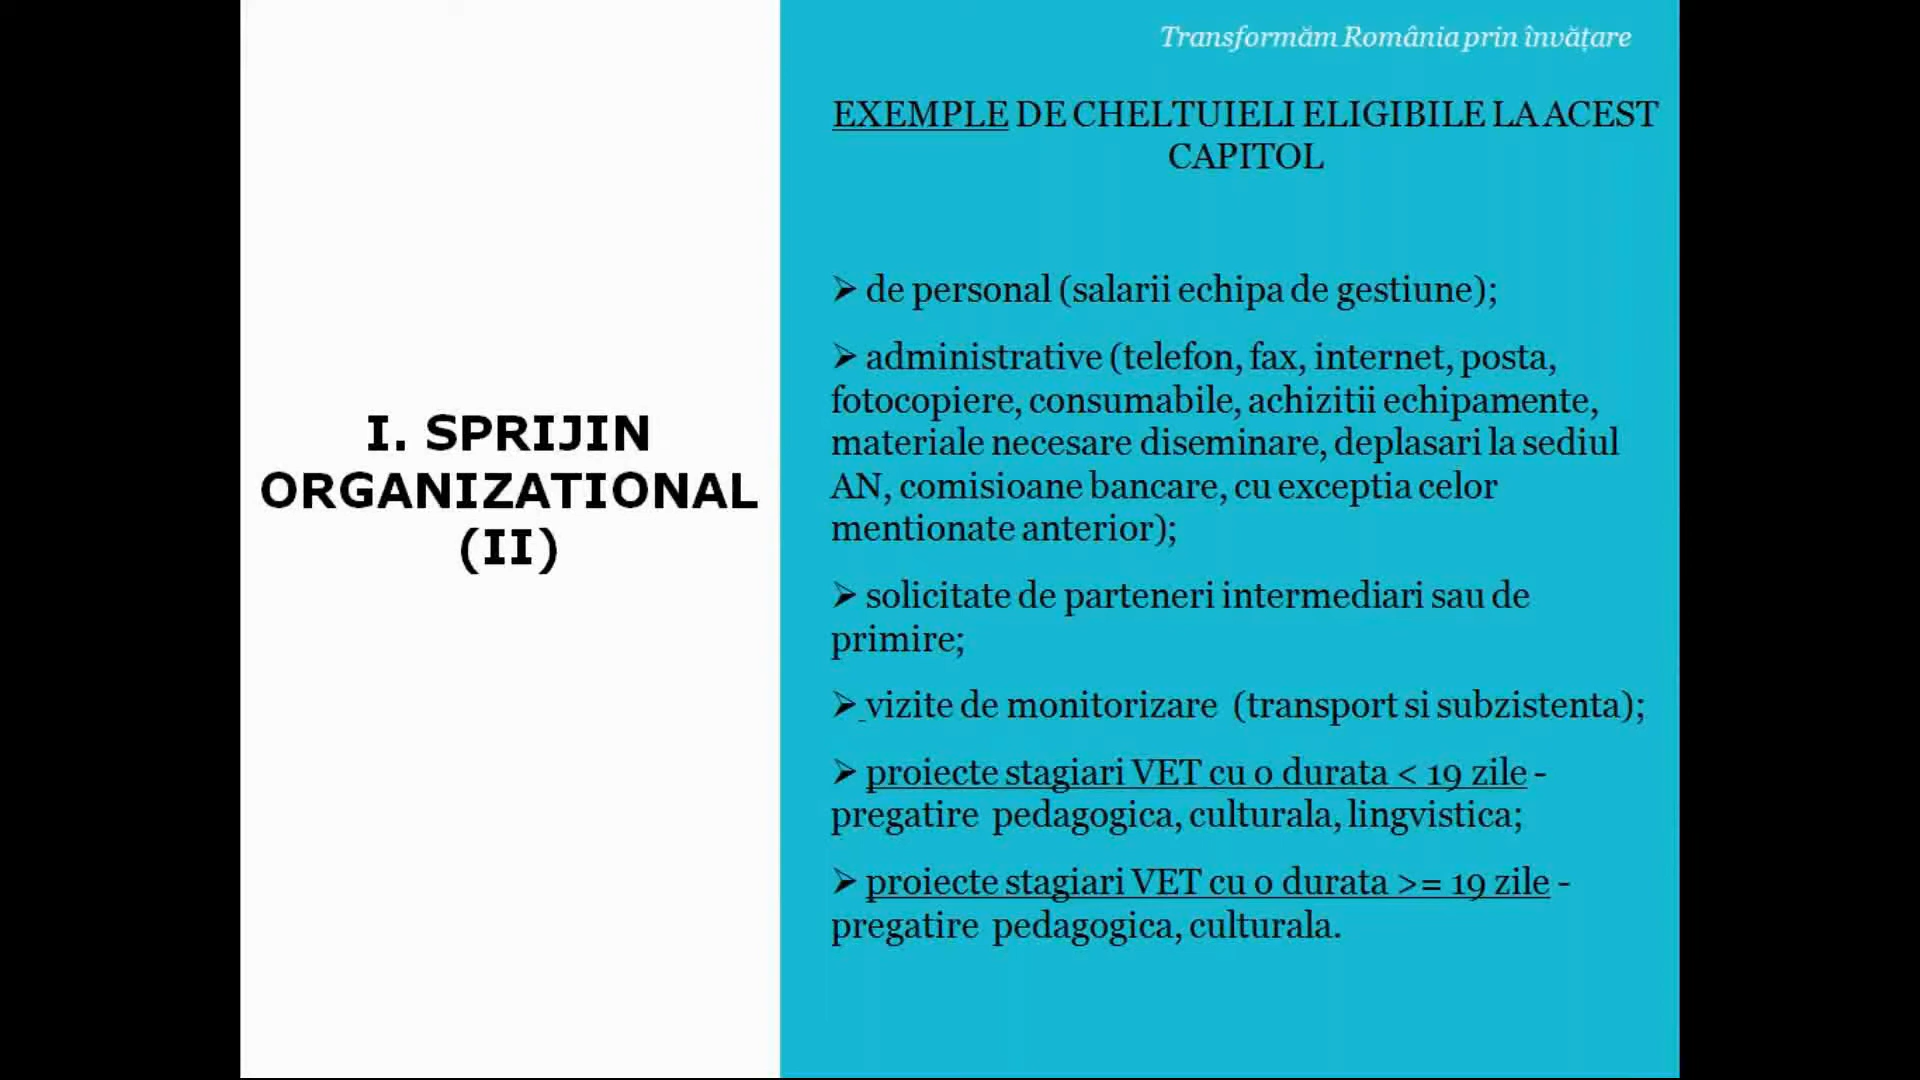 I. SPRIJIN
ORGANIZATIONAL
(II)
Transformăm România prin învățare
EXEMPLE DE CHELTUIELI ELIGIBILE LA ACEST
CAPITOL
➢ de personal (salarii echipa de gestiune);
➢ administrative (telefon, fax, internet, posta,
fotocopiere, consumabile, achizitii echipamente,
materiale necesare diseminare, deplasari la sediul
AN, comisioane bancare, cu exceptia celor
mentionate anterior);
➢ solicitate de parteneri intermediari sau de
primire;
➢ vizite de monitorizare (transport si subzistenta);
➢ proiecte stagiari VET cu o durata < 19 zile -
pregatire pedagogica, culturala, lingvistica;
➢ proiecte stagiari VET cu o durata >= 19 zile -
pregatire pedagogica, culturala.